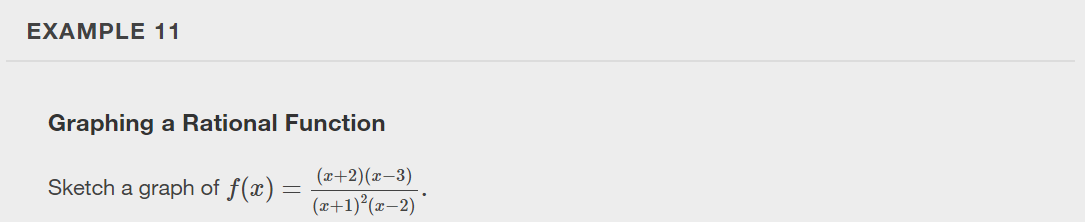 EXAMPLE 11
Graphing a Rational Function
Sketch a graph of f(x) = (x+2)(x−3) / (x+1)²(x−2).